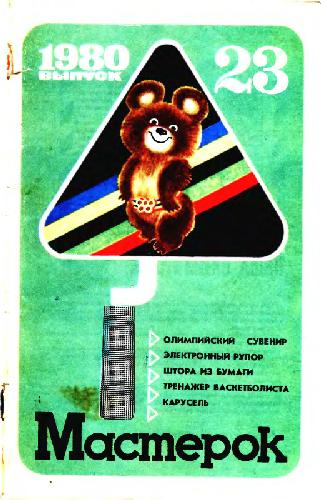 1980
ВЫПУСК
23
ОЛИМПИЙСКИЙ СУВЕНИР
ЭЛЕКТРОННЫЙ РУПОР
ШТОРА ИЗ БУМАГИ
ТРЕНАЖЕР БАСКЕТБОЛИСТА
КАРУСЕЛЬ
Мастерок